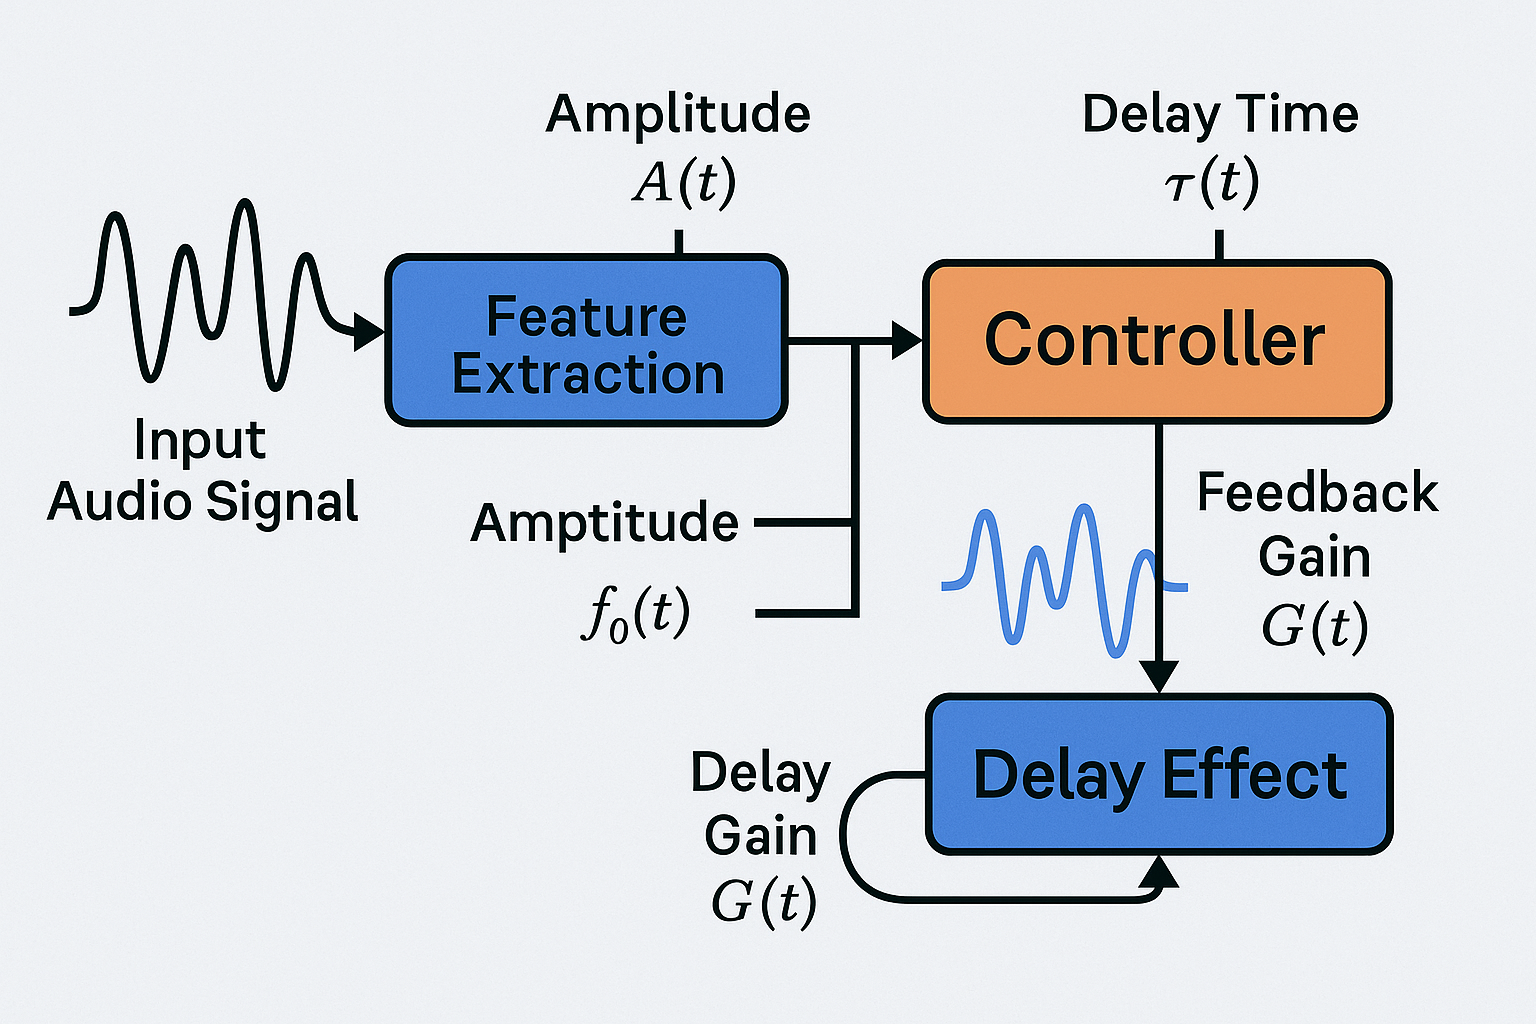 Amplitude
A(t)
Delay Time
τ(t)
Feature
Extraction
Controller
Input
Audio Signal
Amptitude
f₀(t)
Feedback
Gain
G(t)
Delay Effect
Delay
Gain
G(t)